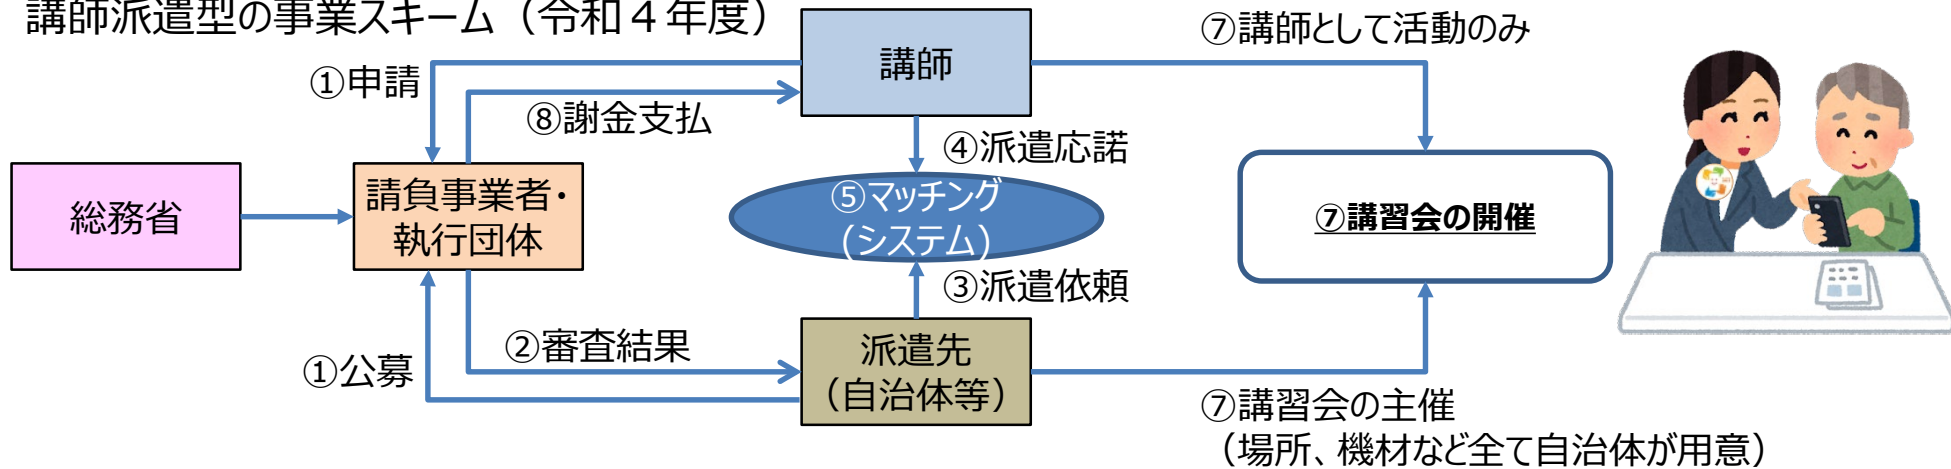 講師派遣型の事業スキーム（令和４年度）
①申請
⑧謝金支払
講師
⑦講師として活動のみ
総務省
請負事業者・
執行団体
④派遣応諾
⑤マッチング
（システム）
③派遣依頼
⑦講習会の開催
①公募
②審査結果
派遣先
（自治体等）
⑦講習会の主催
（場所、機材など全て自治体が用意）